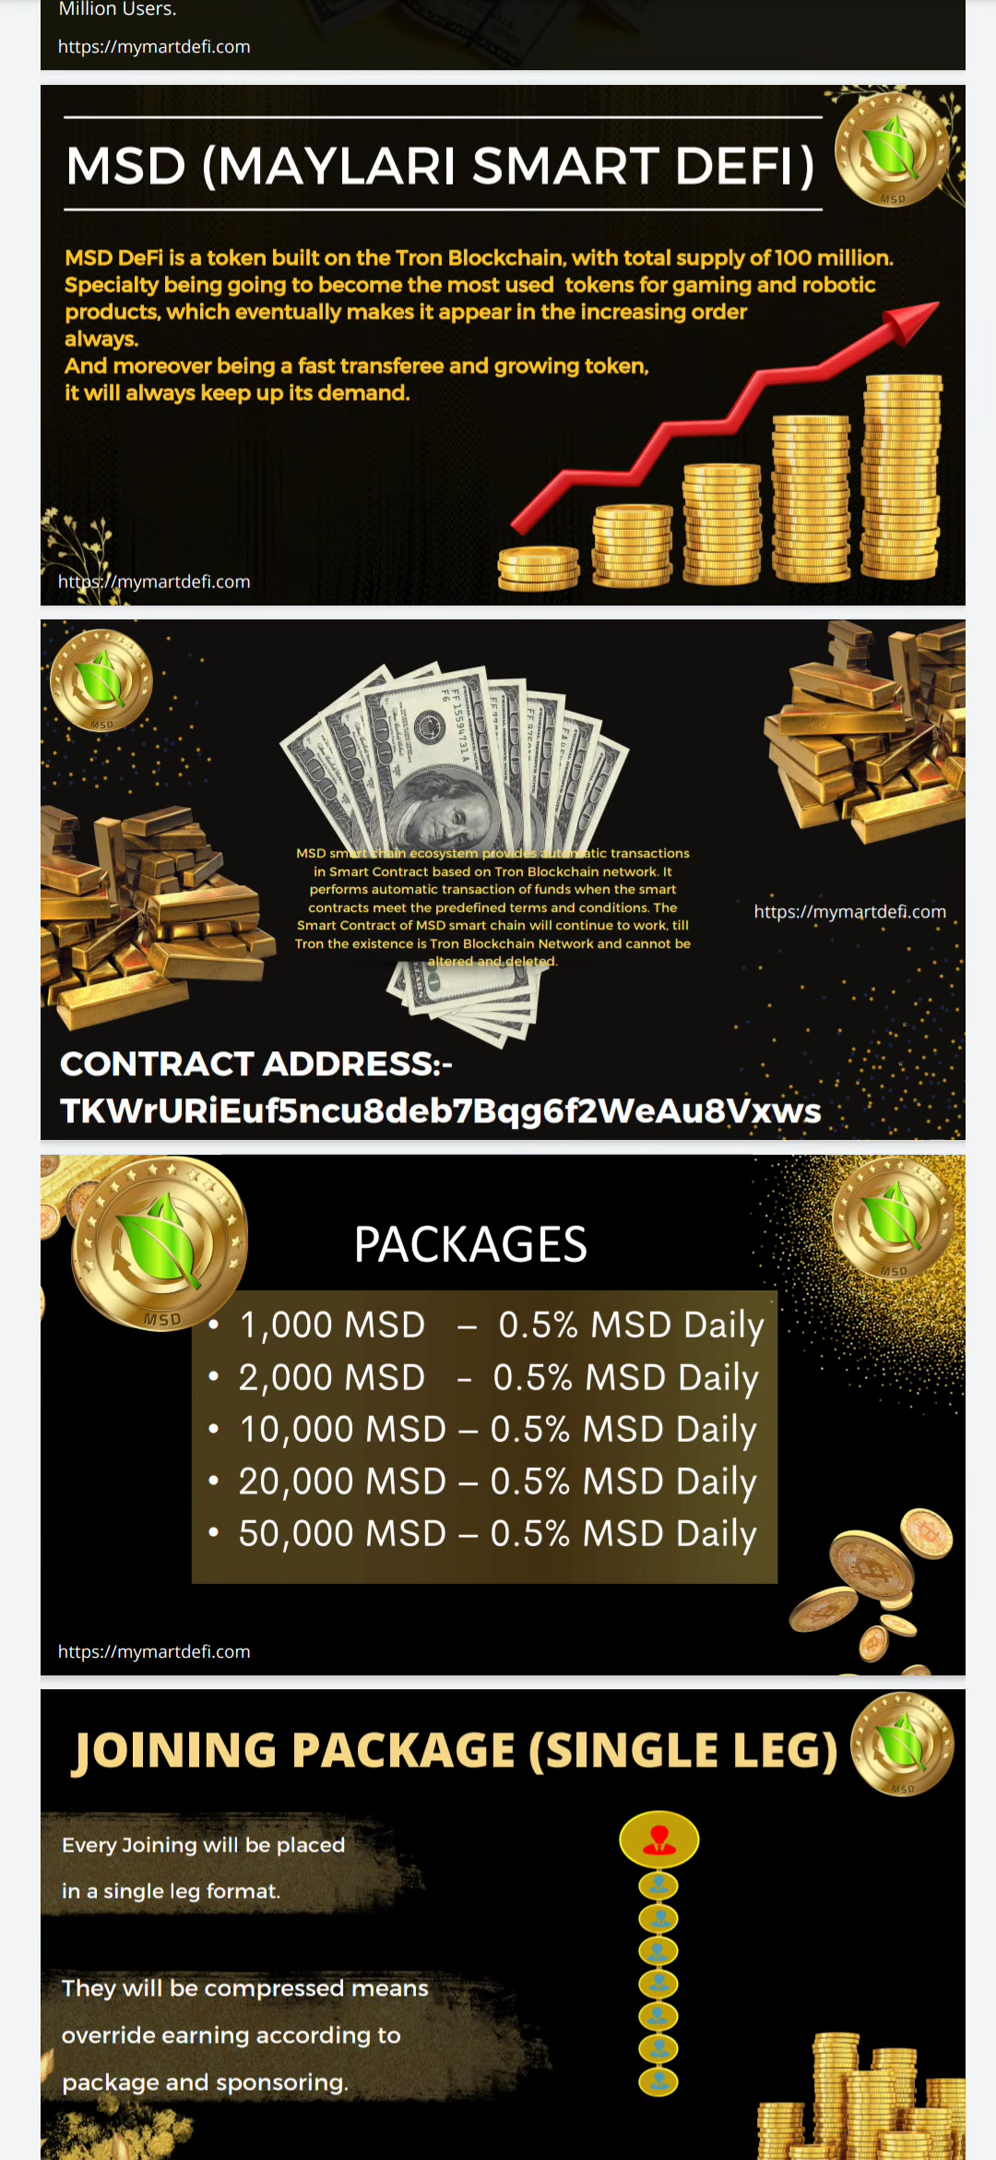 Million Users.
https://mymartdefi.com
MSD (MAYLARI SMART DEFI)
MSD
MSD DeFi is a token built on the Tron Blockchain, with total supply of 100 million.
Specialty being going to become the most used tokens for gaming and robotic
products, which eventually makes it appear in the increasing order
always.
And moreover being a fast transferee and growing token,
it will always keep up its demand.
https://mymartdefi.com
MSD
MSD smart chain ecosystem provides automatic transactions
in Smart Contract based on Tron Blockchain network. It
performs automatic transaction of funds when the smart
contracts meet the predefined terms and conditions. The
Smart Contract of MSD smart chain will continue to work, till
Tron the existence is Tron Blockchain Network and cannot be
altered and deleted.
https://mymartdefi.com
CONTRACT ADDRESS:-
TKWrURiEuf5ncu8deb7Bqg6f2WeAu8Vxws
MSD
MSD
PACKAGES
• 1,000 MSD – 0.5% MSD Daily
• 2,000 MSD - 0.5% MSD Daily
• 10,000 MSD – 0.5% MSD Daily
• 20,000 MSD – 0.5% MSD Daily
• 50,000 MSD – 0.5% MSD Daily
https://mymartdefi.com
JOINING PACKAGE (SINGLE LEG)
MSD
Every Joining will be placed
in a single leg format.
They will be compressed means
override earning according to
package and sponsoring.